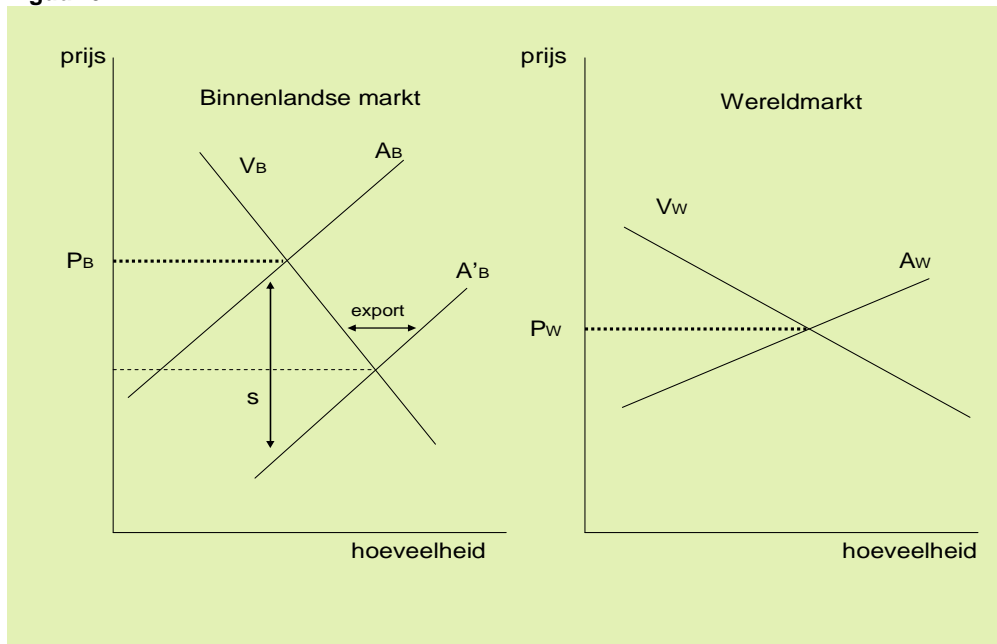 prijs
Binnenlandse markt
VB
AB
PB
A'B
export
s
hoeveelheid
prijs
Wereldmarkt
VW
AW
PW
hoeveelheid